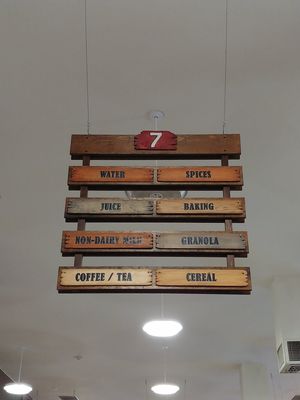 7
WATER SPICES
JUICE BAKING
NON-DAIRY MILK GRANOLA
COFFEE / TEA CEREAL